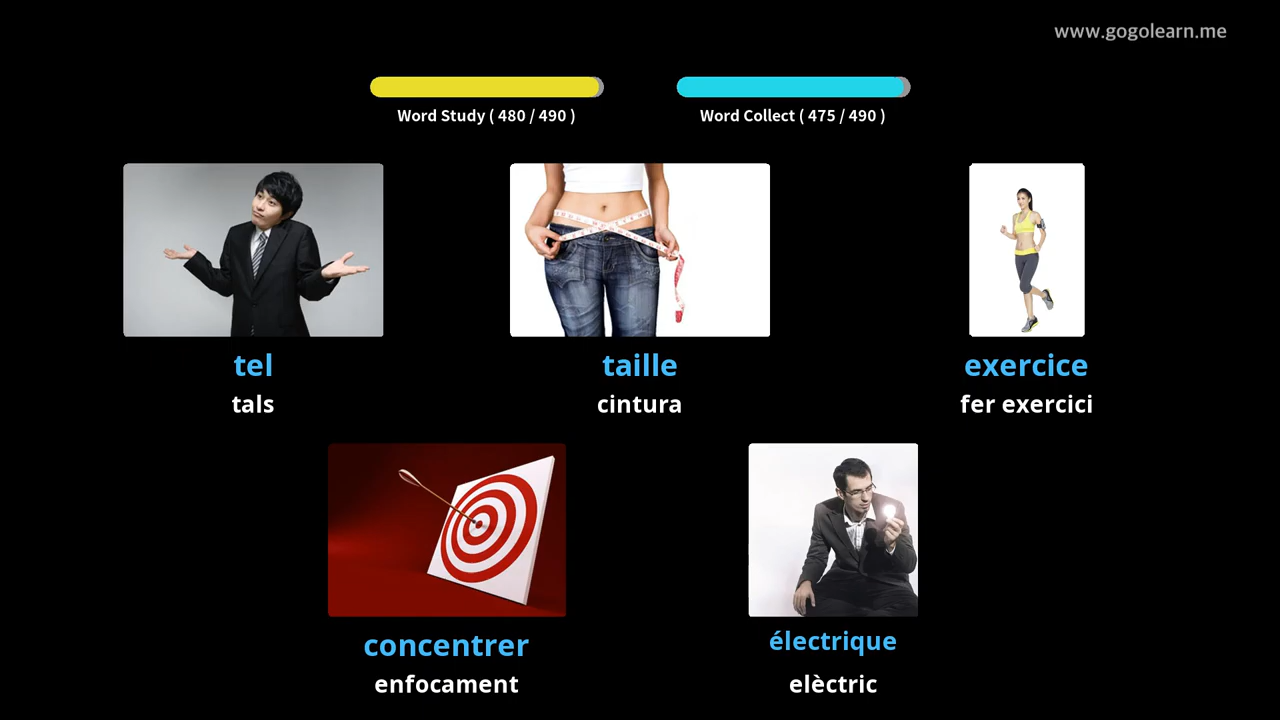 www.gogolearn.me
Word Study ( 480 / 490 )
Word Collect ( 475 / 490 )
tel
tals
taille
cintura
exercice
fer exercici
concentrer
enfocament
électrique
elèctric